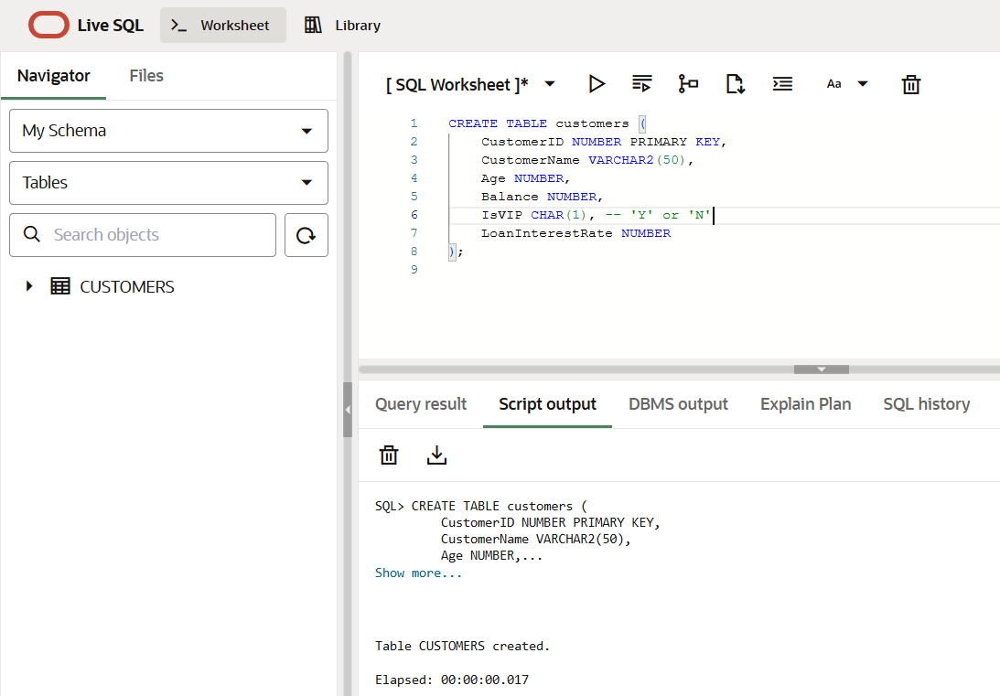 Live SQL Worksheet Library
Navigator Files
My Schema
Tables
Search objects
CUSTOMERS
[ SQL Worksheet ]* Aa
1 CREATE TABLE customers (
2 CustomerID NUMBER PRIMARY KEY,
3 CustomerName VARCHAR2(50),
4 Age NUMBER,
5 Balance NUMBER,
6 IsVIP CHAR(1), -- 'Y' or 'N'
7 LoanInterestRate NUMBER
8 );
9
Query result Script output DBMS output Explain Plan SQL history
SQL> CREATE TABLE customers (
CustomerID NUMBER PRIMARY KEY,
CustomerName VARCHAR2(50),
Age NUMBER,...
Show more...
Table CUSTOMERS created.
Elapsed: 00:00:00.017